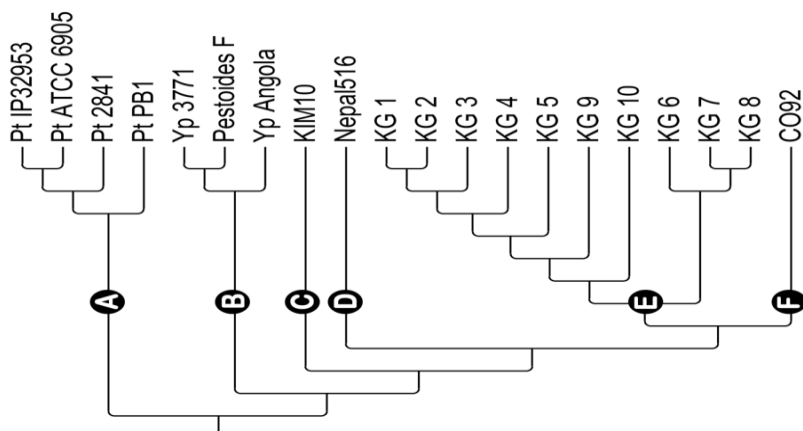 Pt IP32953
Pt ATCC 6905
Pt 2841
Pt PB1
Yp 3771
Pestoides F
Yp Angola
KIM10
Nepal516
KG 1
KG 2
KG 3
KG 4
KG 5
KG 9
KG 10
KG 6
KG 7
KG 8
CO92
A
B
C
D
E
F